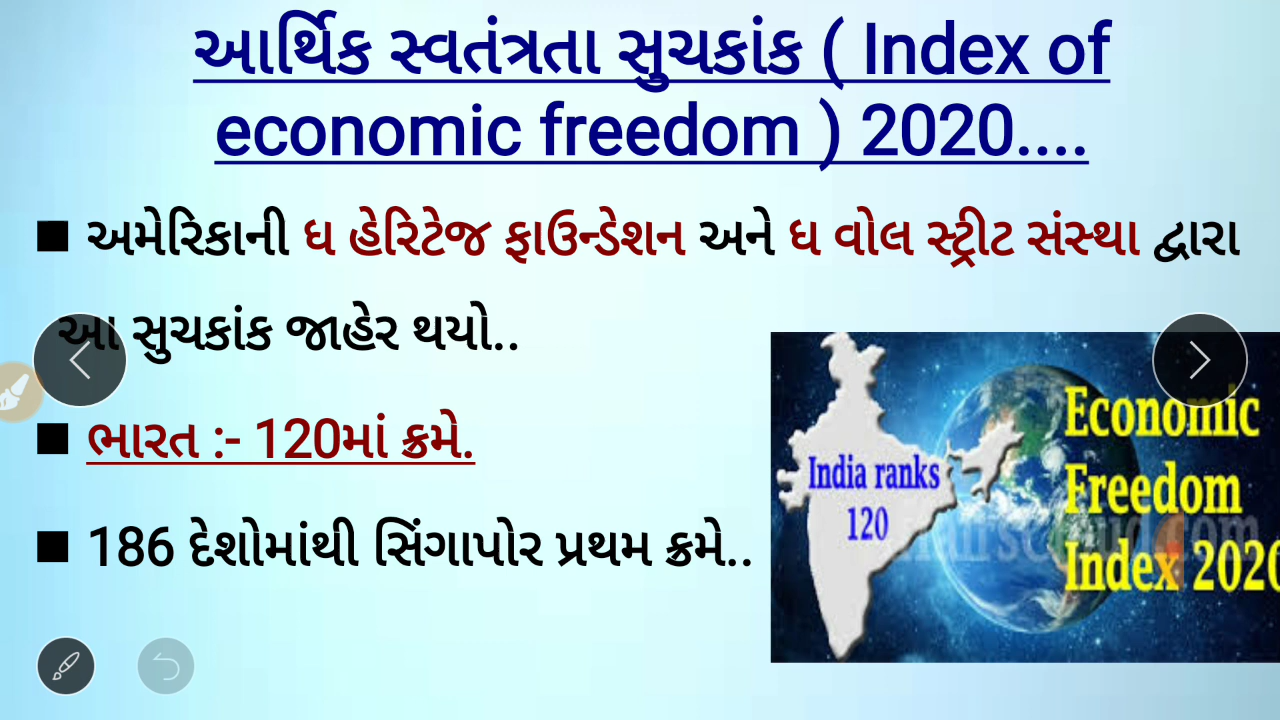 આર્થિક સ્વતંત્રતા સુચકાંક ( Index of
economic freedom ) 2020....
■ અમેરિકાની ધ હેરિટેજ ફાઉન્ડેશન અને ધ વોલ સ્ટ્રીટ સંસ્થા દ્વારા
આ સુચકાંક જાહેર થયો..
■ ભારત :- 120માં ક્રમે.
■ 186 દેશોમાંથી સિંગાપોર પ્રથમ ક્રમે..
India ranks
120
Economic
Freedom
Index 2020